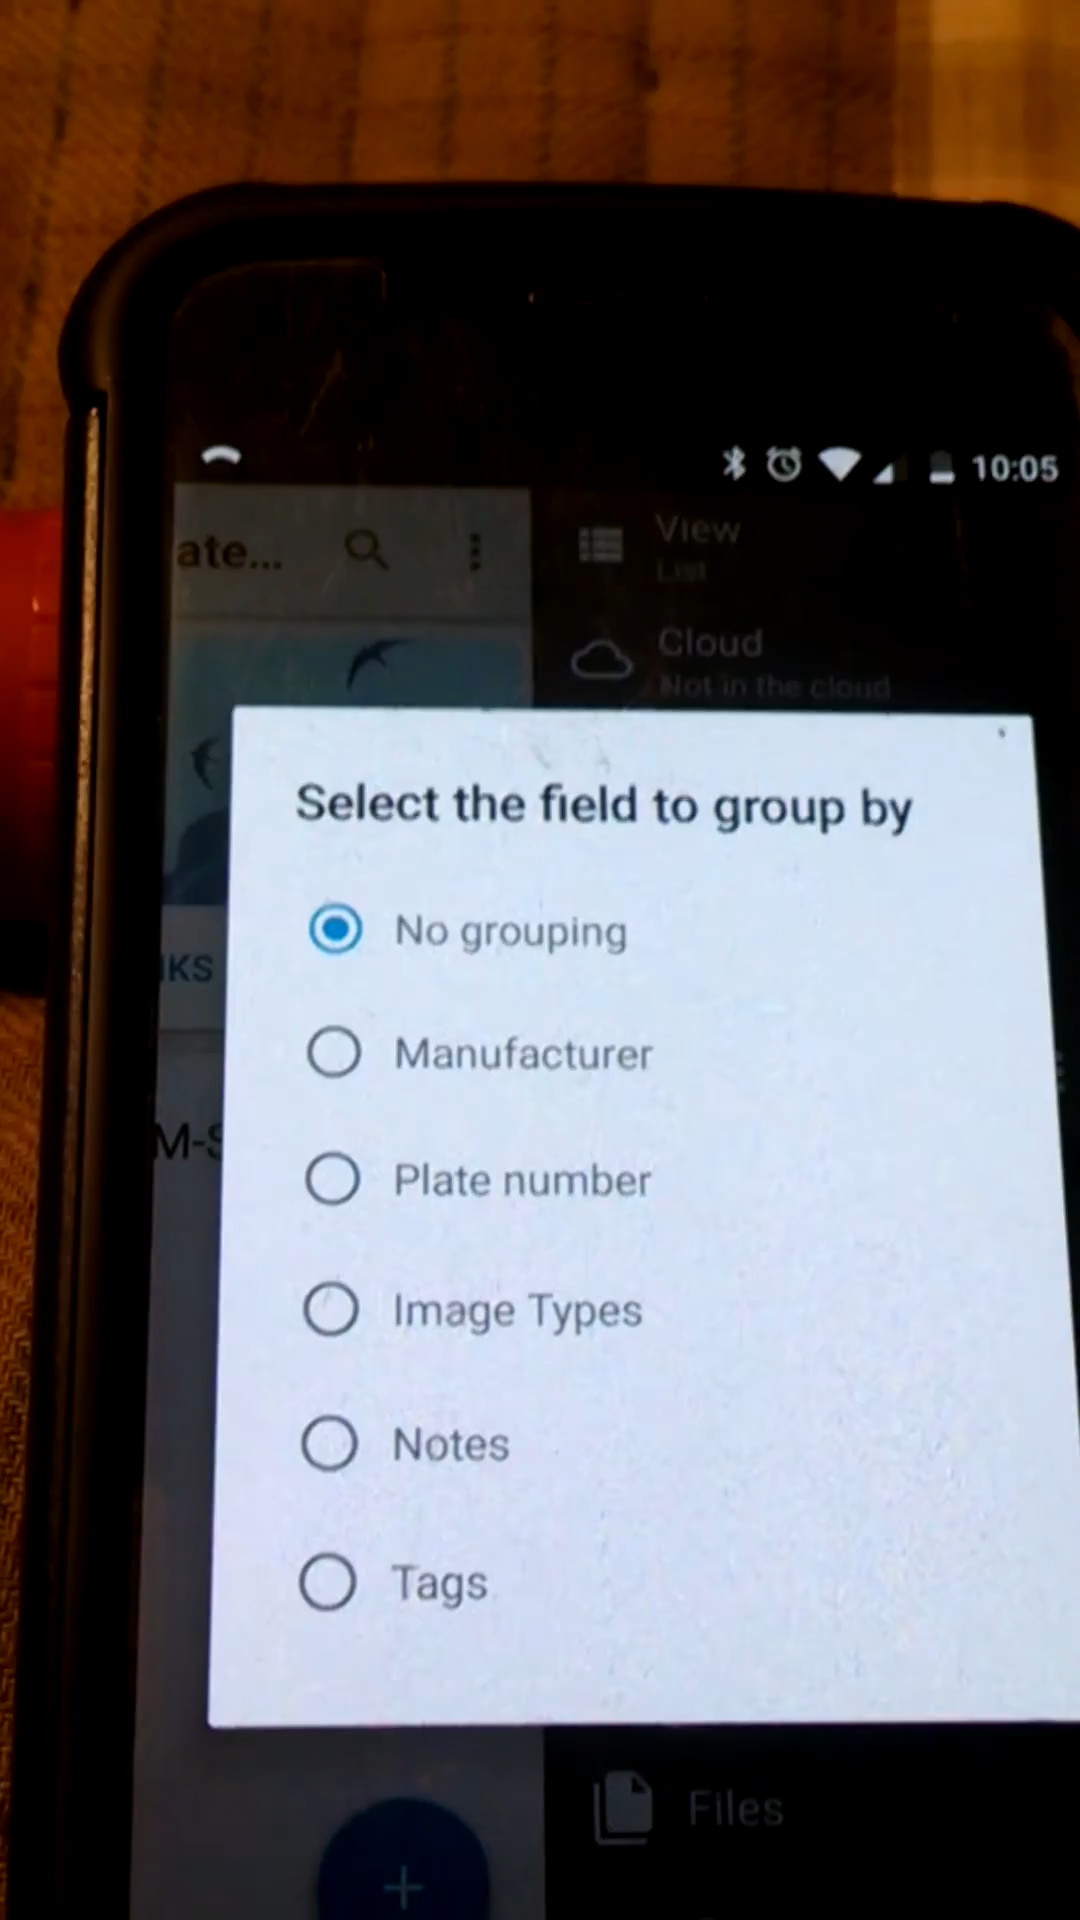 10:05
ate...
View
List
Cloud
Not in the cloud
Select the field to group by
No grouping
KS
Manufacturer
M-S
Plate number
Image Types
Notes
Tags
Files